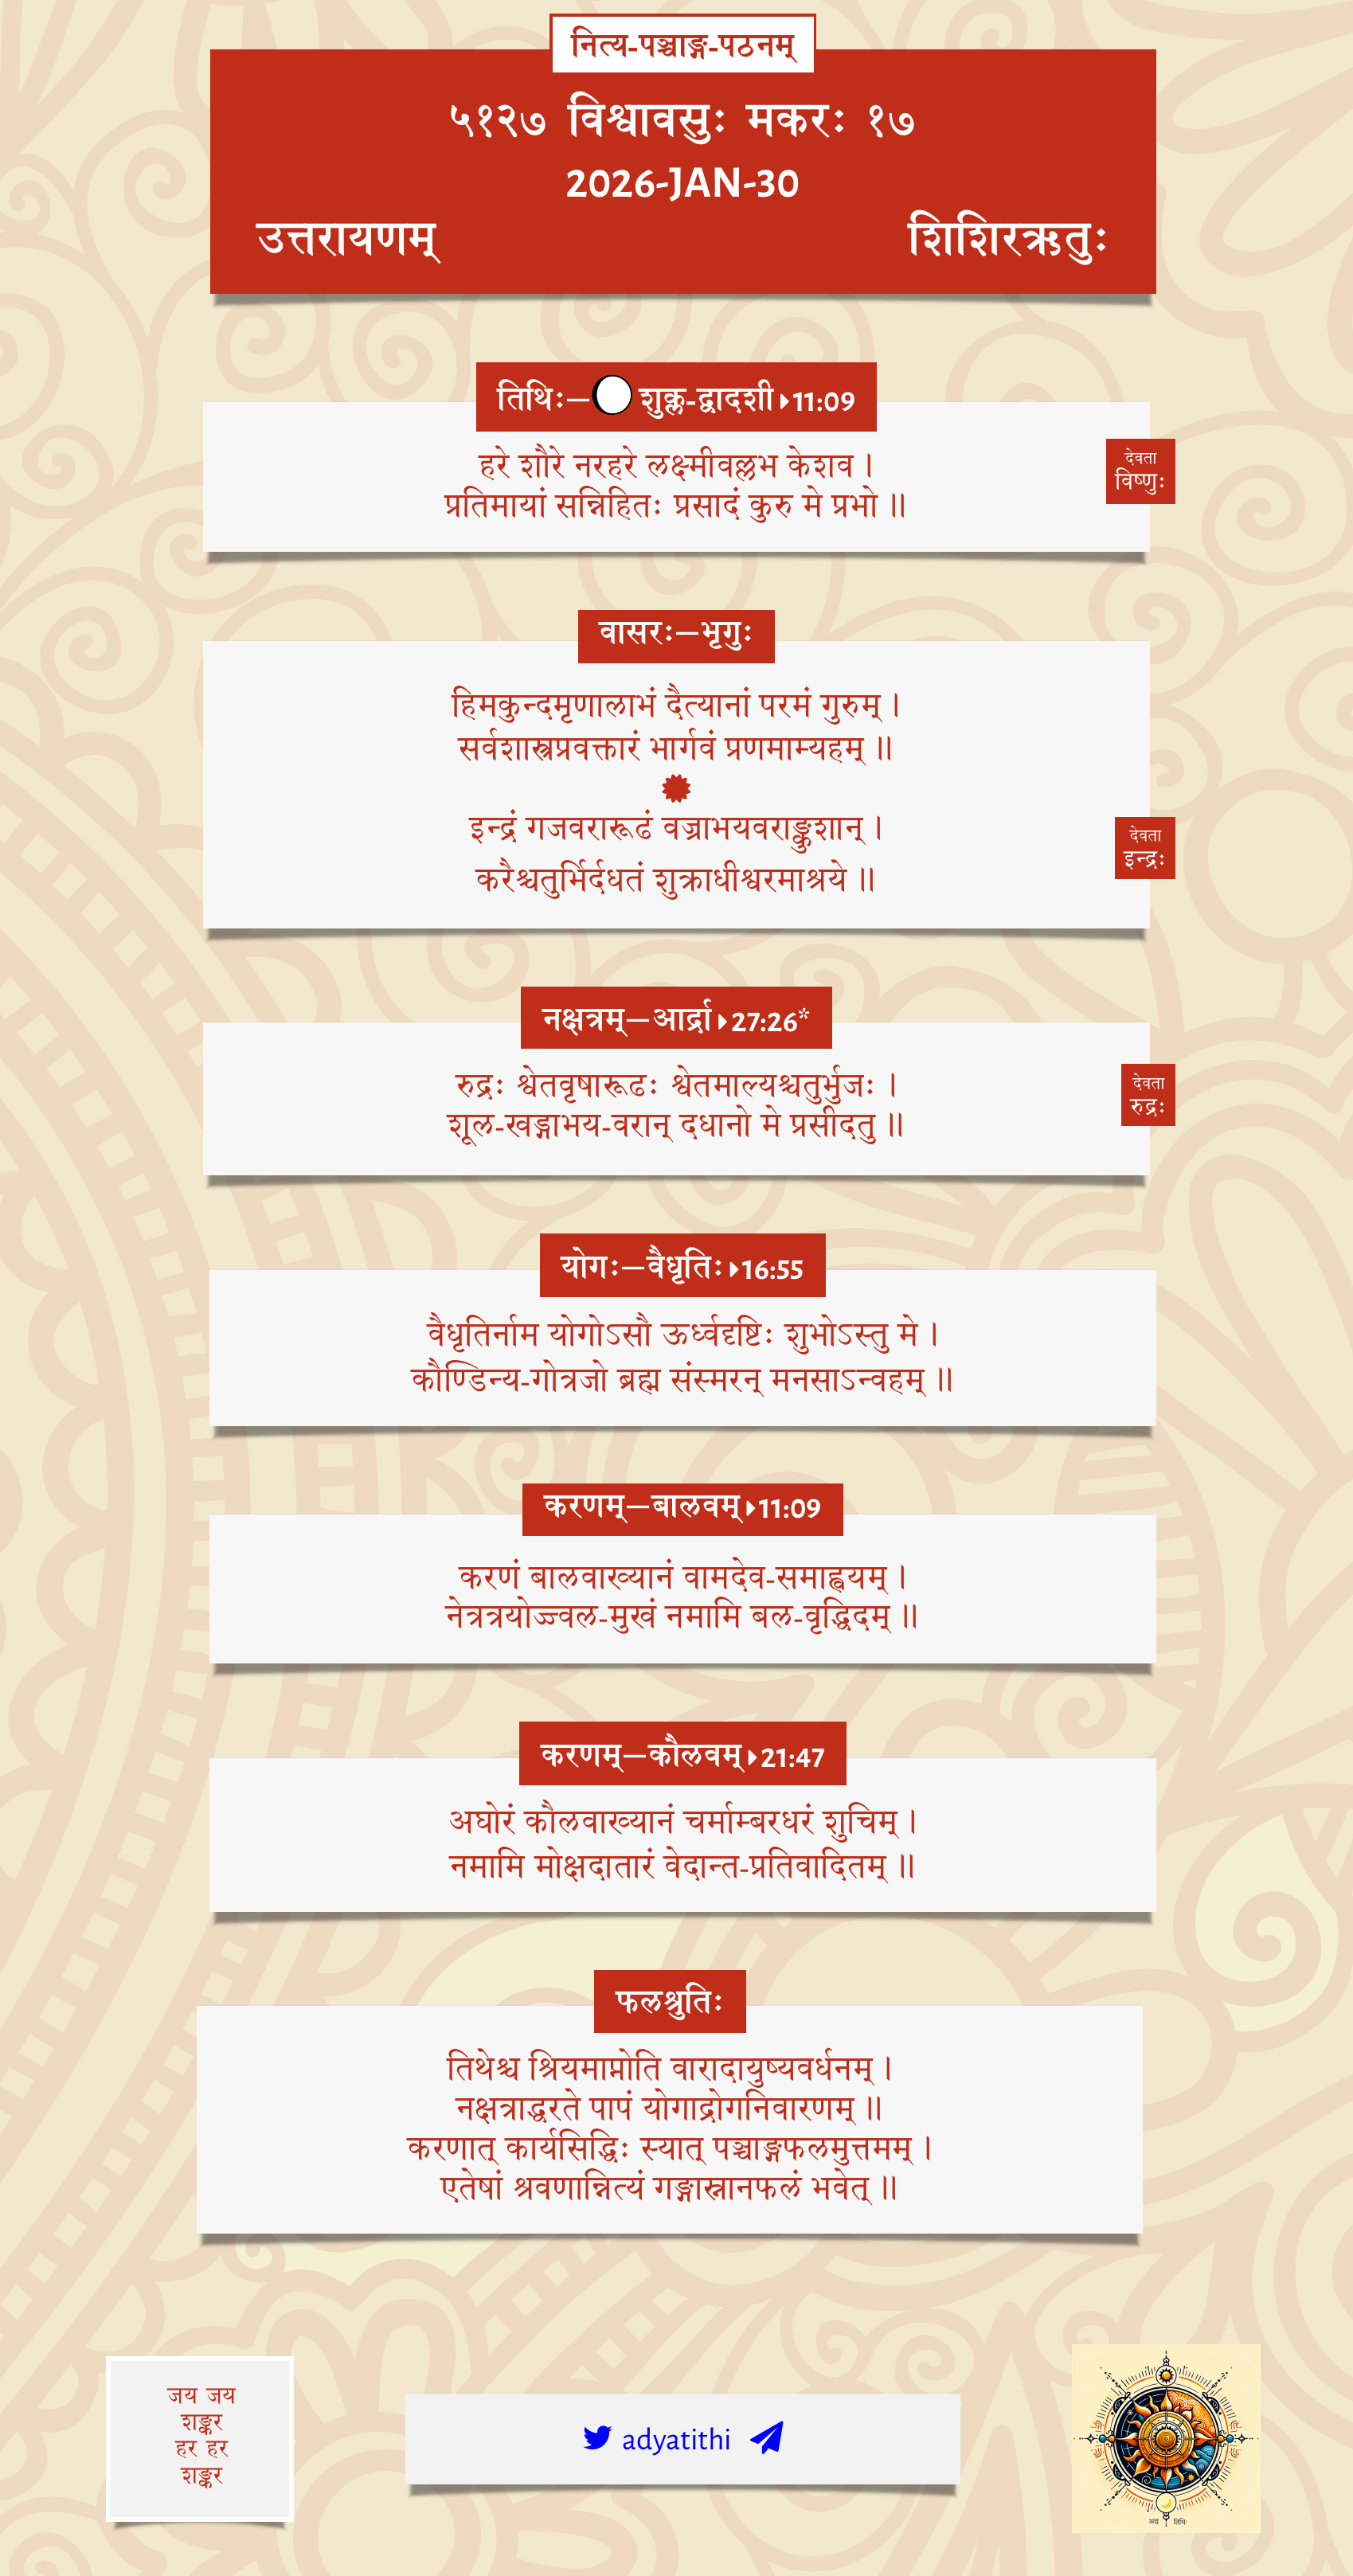 नित्य-पञ्चाङ्ग-पठनम्
५१२७ विश्वावसुः मकरः १७
2026-JAN-30
उत्तरायणम् शिशिरऋतुः
तिथिः— शुक्ल-द्वादशी 11:09
हरे शौरे नरहरे लक्ष्मीवल्लभ केशव ।
प्रतिमायां सन्निहितः प्रसादं कुरु मे प्रभो ॥
देवता
विष्णुः
वासरः—भृगुः
हिमकुन्दमृणालाभं दैत्यानां परमं गुरुम् ।
सर्वशास्त्रप्रवक्तारं भार्गवं प्रणमाम्यहम् ॥
इन्द्रं गजवरारूढं वज्राभयवराङ्कुशान् ।
करैश्चतुर्भिर्दधतं शुक्राधीश्वरमाश्रये ॥
देवता
इन्द्रः
नक्षत्रम्—आर्द्रा 27:26*
रुद्रः श्वेतवृषारूढः श्वेतमाल्यश्चतुर्भुजः ।
शूल-खड्गाभय-वरान् दधानो मे प्रसीदतु ॥
देवता
रुद्रः
योगः—वैधृतिः 16:55
वैधृतिर्नाम योगोऽसौ ऊर्ध्वदृष्टिः शुभोऽस्तु मे ।
कौण्डिन्य-गोत्रजो ब्रह्म संस्मरन् मनसाऽन्वहम् ॥
करणम्—बालवम् 11:09
करणं बालवाख्यानं वामदेव-समाह्वयम् ।
नेत्रत्रयोज्ज्वल-मुखं नमामि बल-वृद्धिदम् ॥
करणम्—कौलवम् 21:47
अघोरं कौलवाख्यानं चर्माम्बरधरं शुचिम् ।
नमामि मोक्षदातारं वेदान्त-प्रतिवादितम् ॥
फलश्रुतिः
तिथेश्च श्रियमाप्नोति वारादायुष्यवर्धनम् ।
नक्षत्राद्धरते पापं योगाद्रोगनिवारणम् ॥
करणात् कार्यसिद्धिः स्यात् पञ्चाङ्गफलमुत्तमम् ।
एतेषां श्रवणान्नित्यं गङ्गास्नानफलं भवेत् ॥
जय जय
शङ्कर
हर हर
शङ्कर
adyatithi
अद्य तिथिः